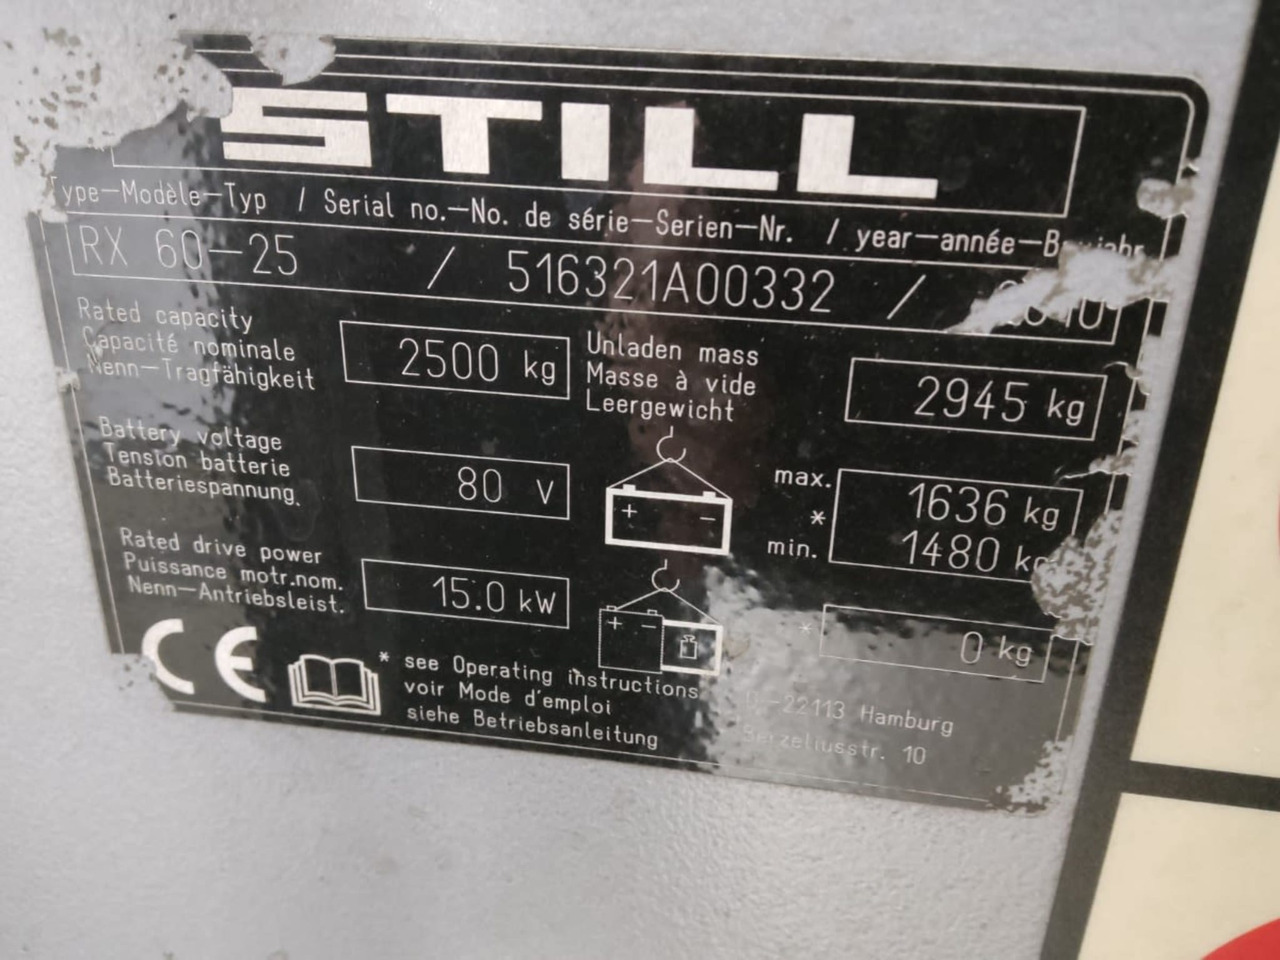 STILL
Type-Modèle-Typ / Serial no.-No. de série-Serien-Nr. / year-année-Baujahr
RX 60-25 / 516321A00332 /
Rated capacity
Capacité nominale
Nenn-Tragfähigkeit
2500 kg
Unladen mass
Masse à vide
Leergewicht
2945 kg
Battery voltage
Tension batterie
Batteriespannung.
80 V
+ -
max. 1636 kg
*
min. 1480 kg
Rated drive power
Puissance motr.nom.
Nenn-Antriebsleist.
15.0 kW
+ -
* 0 kg
CE
* see Operating instructions
voir Mode d'emploi
siehe Betriebsanleitung
D-22113 Hamburg
Berzeliusstr. 10